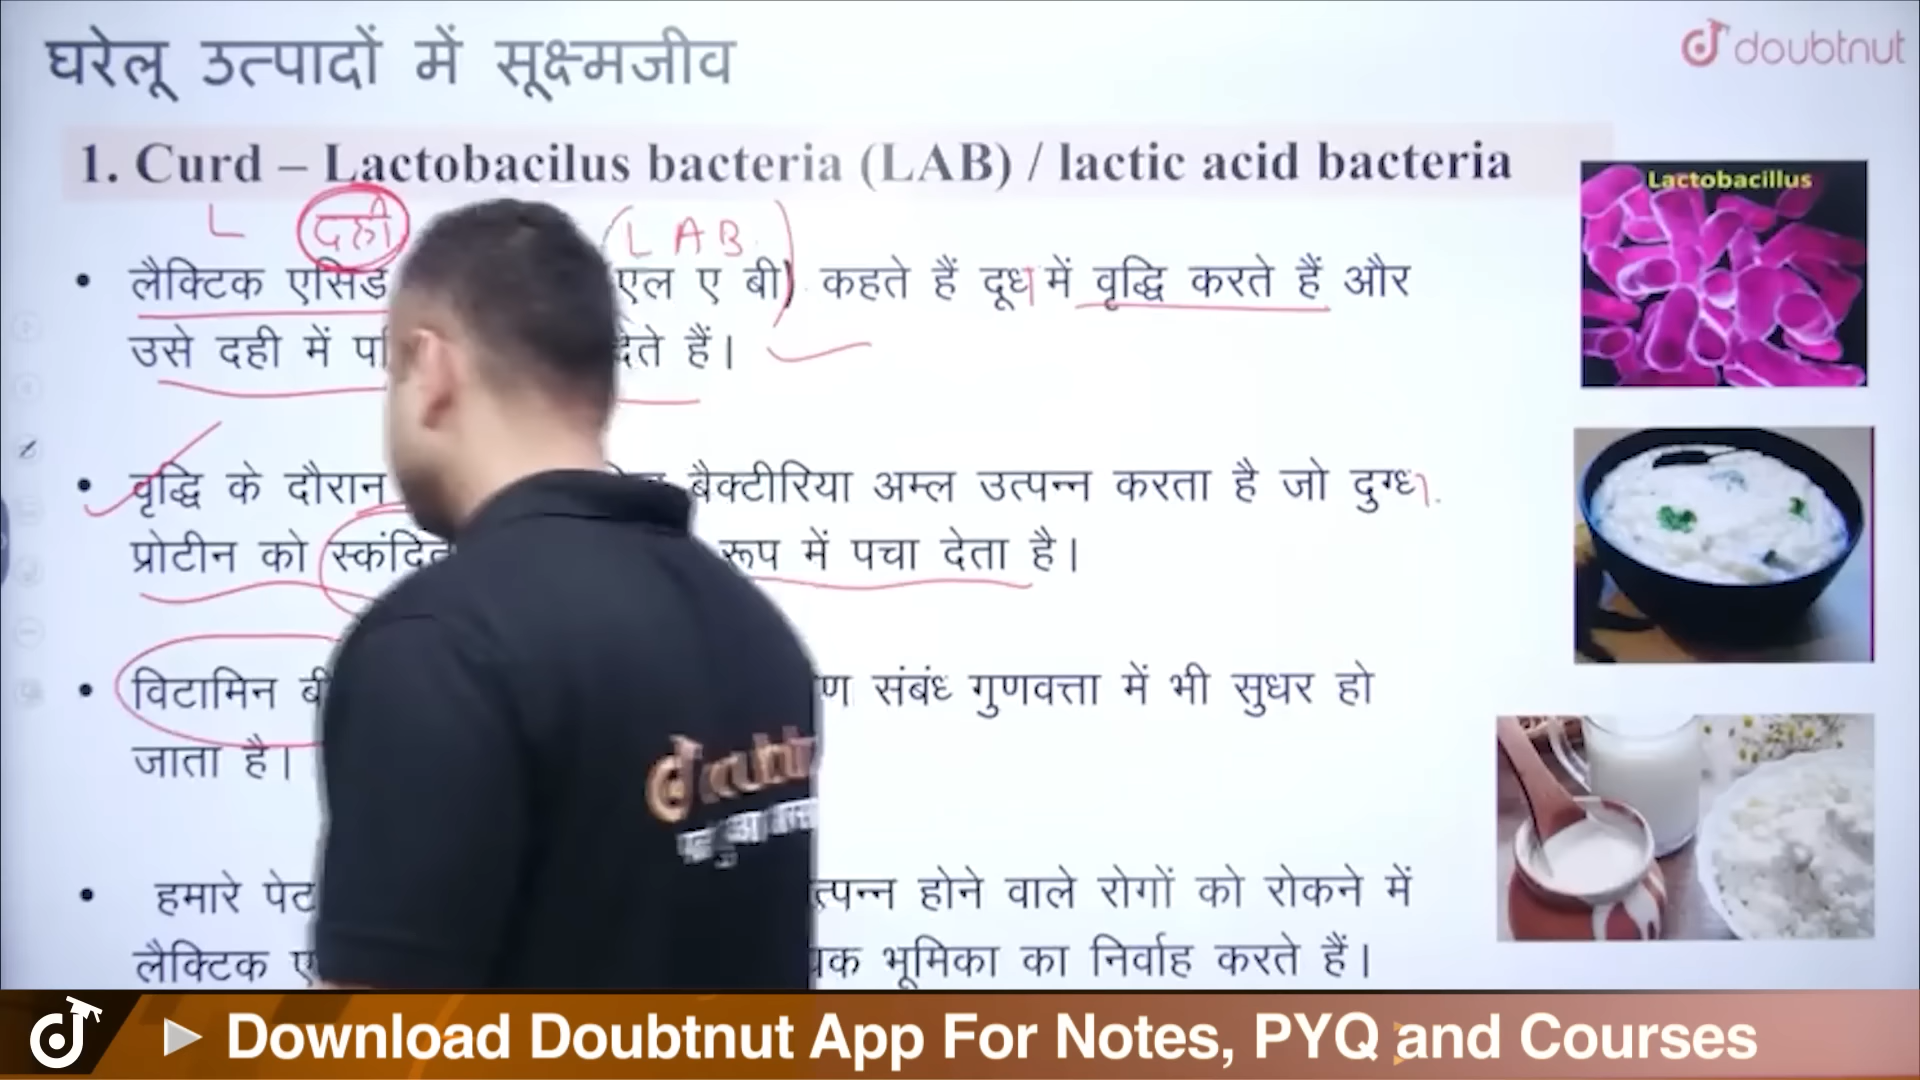 घरेलू उत्पादों में सूक्ष्मजीव
doubtnut
1. Curd – Lactobacilus bacteria (LAB) / lactic acid bacteria
Lactobacillus
L दही (LAB)
लैक्टिक एसिड एल ए बी) कहते हैं दूध में वृद्धि करते हैं और
उसे दही में देते हैं।
वृद्धि के दौरान बैक्टीरिया अम्ल उत्पन्न करता है जो दुग्ध
प्रोटीन को रूप में पचा देता है।
विटामिन संबंध गुणवत्ता में भी सुधर हो
जाता है।
हमारे पेट होने वाले रोगों को रोकने में
लैक्टिक भूमिका का निर्वाह करते हैं।
Download Doubtnut App For Notes, PYQ and Courses